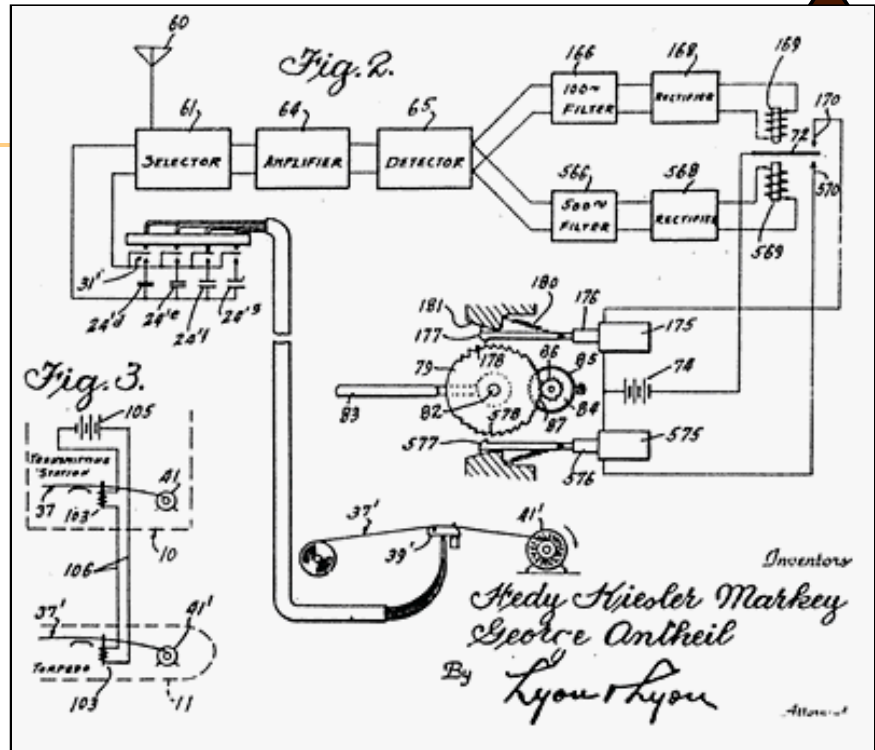 60
Fig. 2.
61
SELECTOR
64
AMPLIFIER
65
DETECTOR
166
100~
FILTER
168
RECTIFIER
169
170
72
566
500~
FILTER
568
RECTIFIER
570
569
31'
24'd
24'e
24'f
24'g
181
180
176
177
175
79
178
86
85
74
83
82
578
87
84
577
576
575
Fig. 3.
105
TRANSMITTING
STATION
41
37
103'
10
106
37'
41'
TORPEDO
103
11
37'
39'
41'
Inventors
Hedy Kiesler Markey
George Antheil
By Lyon & Lyon